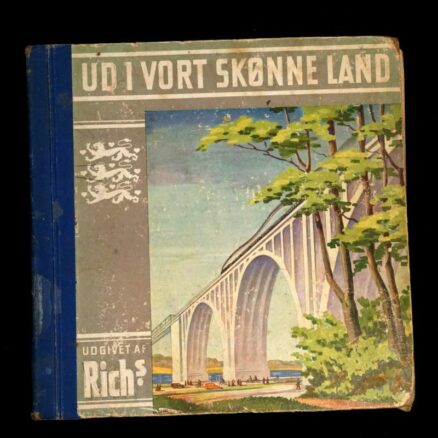 UD I VORT SKØNNE LAND
UDGIVET AF
Rich's